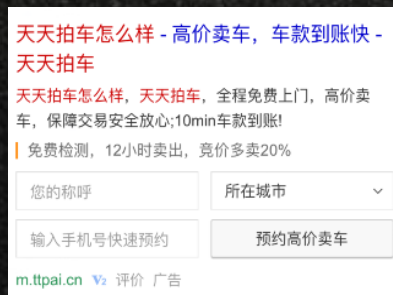 天天拍车怎么样 - 高价卖车，车款到账快 -
天天拍车
天天拍车怎么样，天天拍车，全程免费上门，高价卖
车，保障交易安全放心;10min车款到账!
免费检测，12小时卖出，竞价多卖20%
您的称呼 所在城市
输入手机号快速预约 预约高价卖车
m.ttpai.cn V2 评价 广告